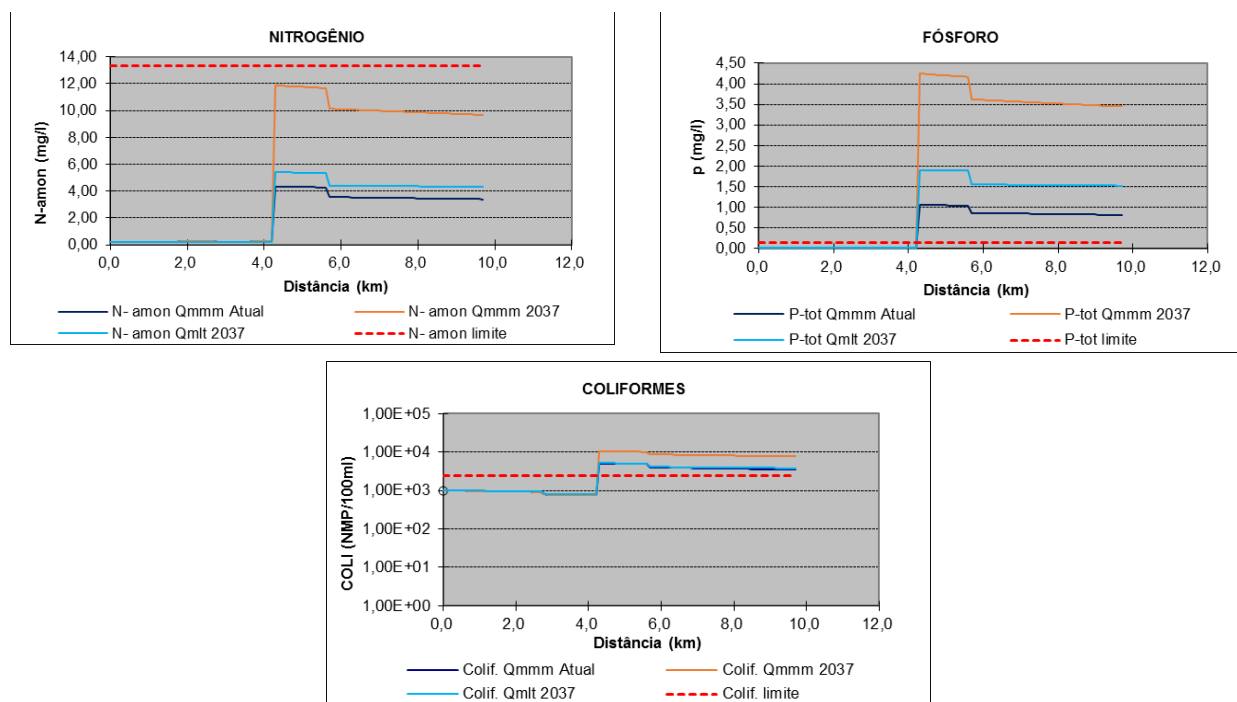 NITROGÊNIO
14,00
12,00
10,00
8,00
6,00
4,00
2,00
0,00
N-amon (mg/l)
0,0 2,0 4,0 6,0 8,0 10,0 12,0
Distância (km)
N- amon Qmmm Atual N- amon Qmmm 2037
N- amon Qmlt 2037 N- amon limite
FÓSFORO
4,50
4,00
3,50
3,00
2,50
2,00
1,50
1,00
0,50
0,00
p (mg/l)
0,0 2,0 4,0 6,0 8,0 10,0 12,0
Distância (km)
P-tot Qmmm Atual P-tot Qmmm 2037
P-tot Qmlt 2037 P-tot limite
COLIFORMES
1,00E+05
1,00E+04
1,00E+03
1,00E+02
1,00E+01
1,00E+00
COLI (NMP/100ml)
0,0 2,0 4,0 6,0 8,0 10,0 12,0
Distância (km)
Colif. Qmmm Atual Colif. Qmmm 2037
Colif. Qmlt 2037 Colif. limite